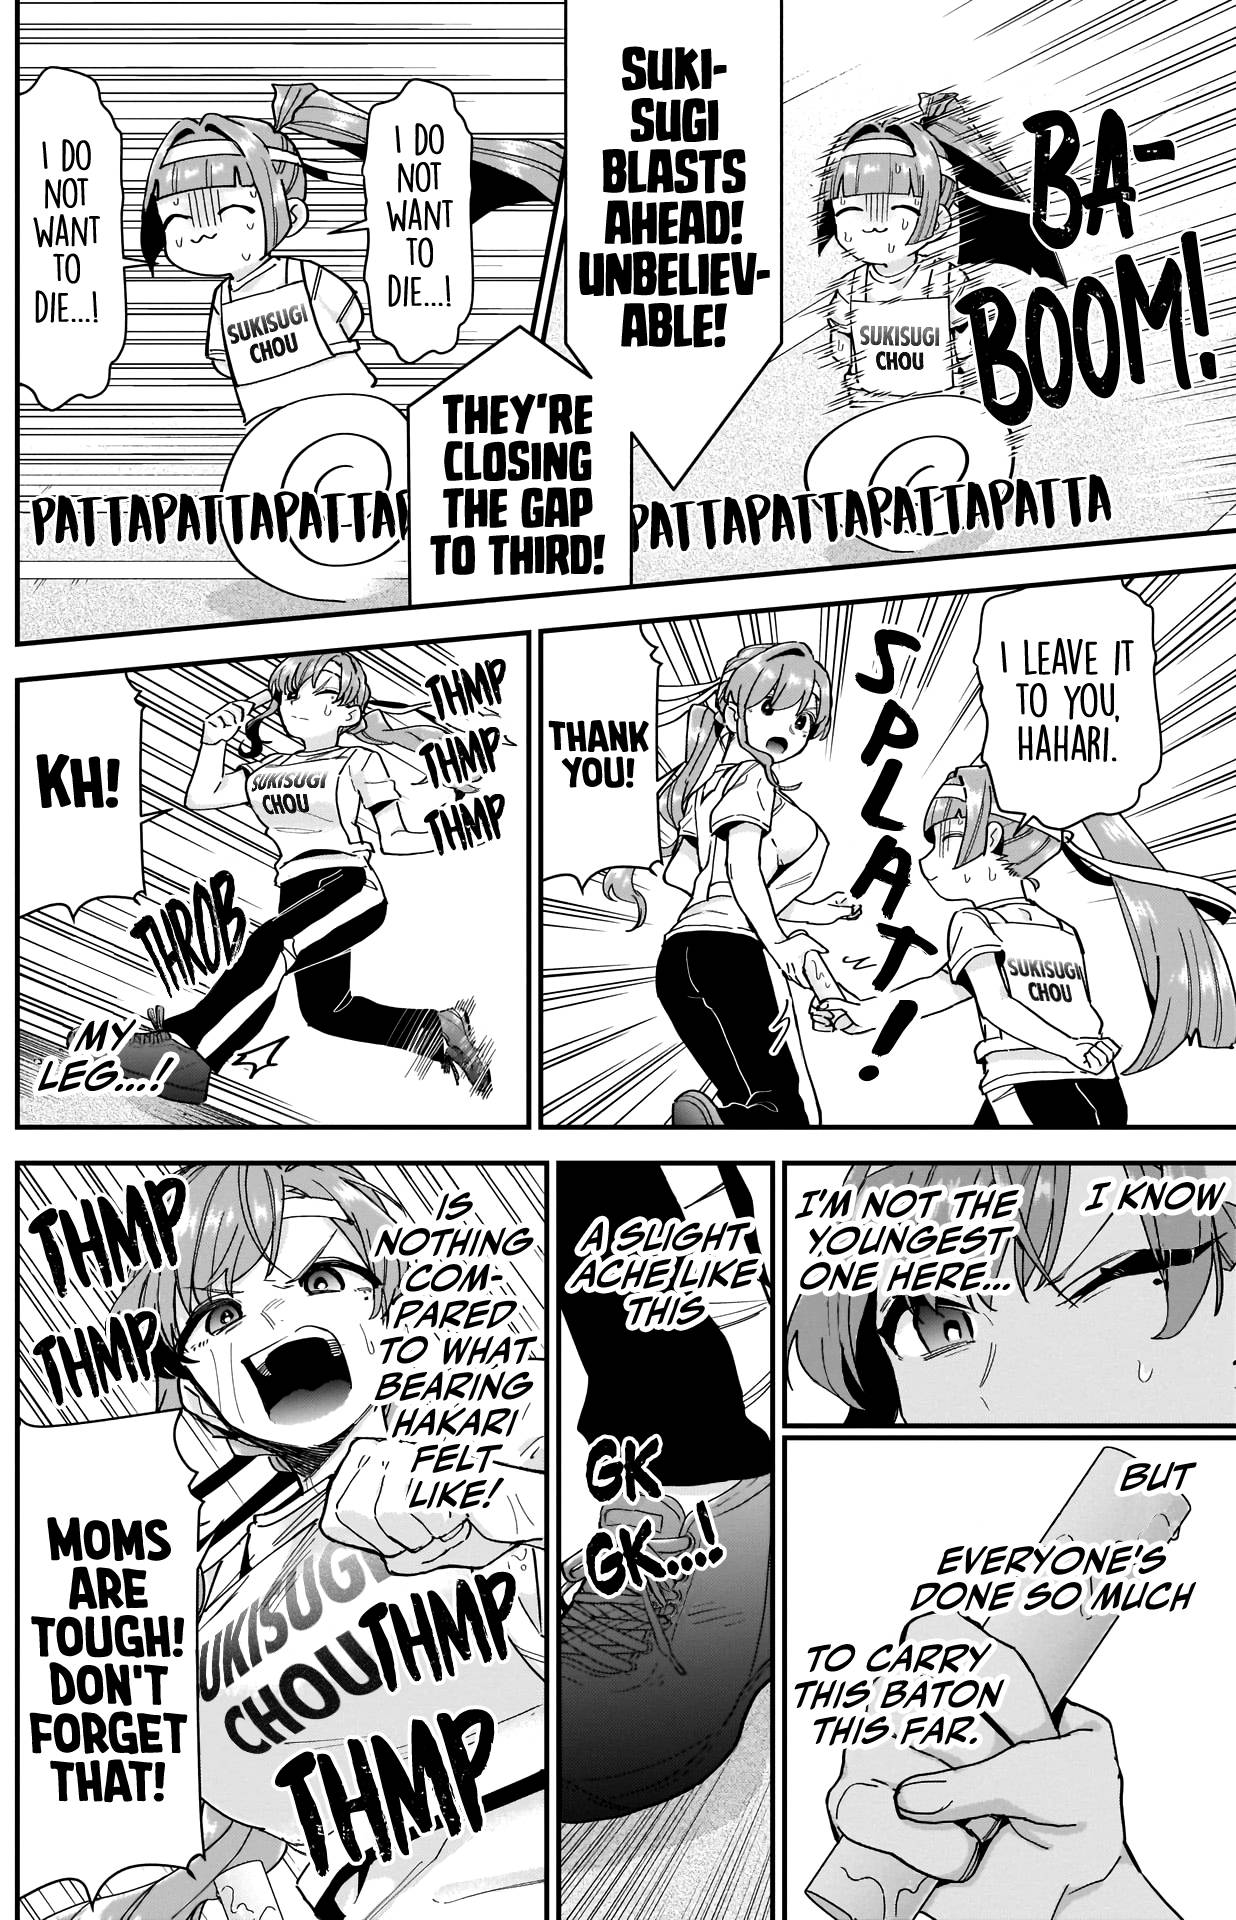 BA-
BOOM!
SUKI-
SUGI
BLASTS
AHEAD!
UNBELIEV-
ABLE!
SUKISUGI
CHOU
PATTAPATTAPATTAPATTA
THEY'RE
CLOSING
THE GAP
TO THIRD!
I DO
NOT
WANT
TO
DIE...!
I DO
NOT
WANT
TO
DIE...!
SUKISUGI
CHOU
PATTAPATTAPATTAP
I LEAVE IT
TO YOU,
HAHARI.
SPLAT!
SUKISUGI
CHOU
THANK
YOU!
THMP
THMP
THMP
SUKISUGI
CHOU
KH!
THROB
MY
LEG...!
I KNOW
I'M NOT THE
YOUNGEST
ONE HERE...
BUT
EVERYONE'S
DONE SO MUCH
TO CARRY
THIS BATON
THIS FAR.
A SLIGHT
ACHE LIKE
THIS
GK
GK...!
IS
NOTHING
COM-
PARED
TO WHAT
BEARING
HAKARI
FELT
LIKE!
THMP
THMP
SUKISUGI
CHOU
THMP
THMP
MOMS
ARE
TOUGH!
DON'T
FORGET
THAT!